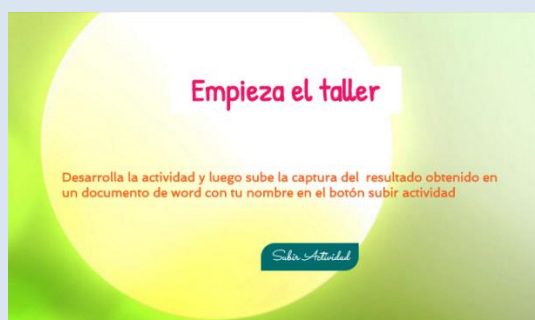 Empieza el taller
Desarrolla la actividad y luego sube la captura del resultado obtenido en
un documento de word con tu nombre en el botón subir actividad
Subir Actividad